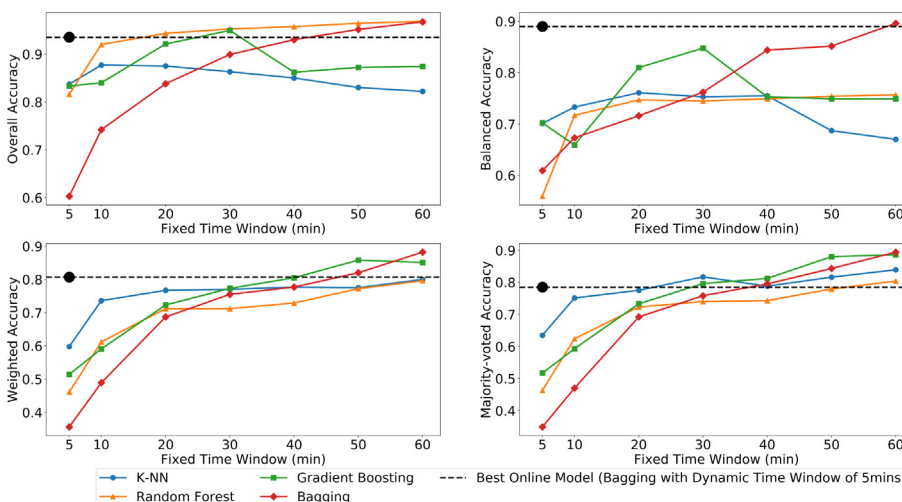 0.9
0.8
0.7
0.6
Overall Accuracy
5 10 20 30 40 50 60
Fixed Time Window (min)
0.9
0.8
0.7
0.6
Balanced Accuracy
5 10 20 30 40 50 60
Fixed Time Window (min)
0.9
0.8
0.7
0.6
0.5
0.4
Weighted Accuracy
5 10 20 30 40 50 60
Fixed Time Window (min)
0.9
0.8
0.7
0.6
0.5
0.4
Majority-voted Accuracy
5 10 20 30 40 50 60
Fixed Time Window (min)
K-NN
Random Forest
Gradient Boosting
Bagging
Best Online Model (Bagging with Dynamic Time Window of 5mins